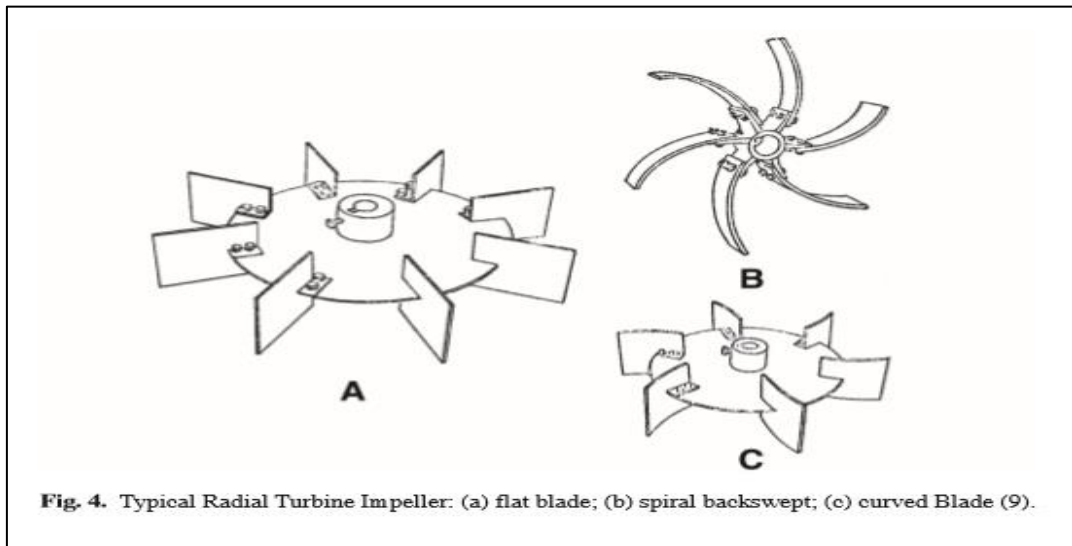 A
B
C
Fig. 4. Typical Radial Turbine Impeller: (a) flat blade; (b) spiral backswept; (c) curved Blade (9).